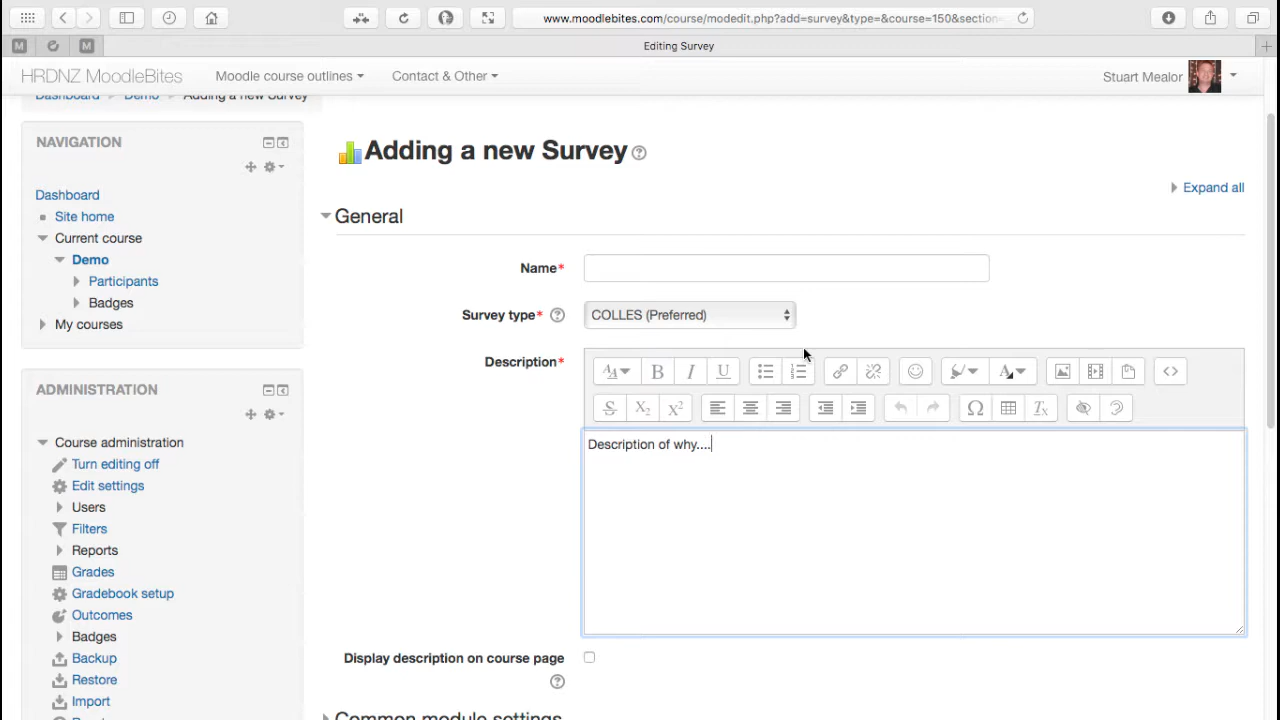 www.moodlebites.com/course/modedit.php?add=survey&type=&course=150&section=
Editing Survey
HRDNZ MoodleBites
Moodle course outlines
Contact & Other
Stuart Mealor
Dashboard
Demo
Adding a new Survey
NAVIGATION
Dashboard
Site home
Current course
Demo
Participants
Badges
My courses
ADMINISTRATION
Course administration
Turn editing off
Edit settings
Users
Filters
Reports
Grades
Gradebook setup
Outcomes
Badges
Backup
Restore
Import
Adding a new Survey
Expand all
General
Name*
Survey type*
COLLES (Preferred)
Description*
Description of why....
Display description on course page
Common module settings